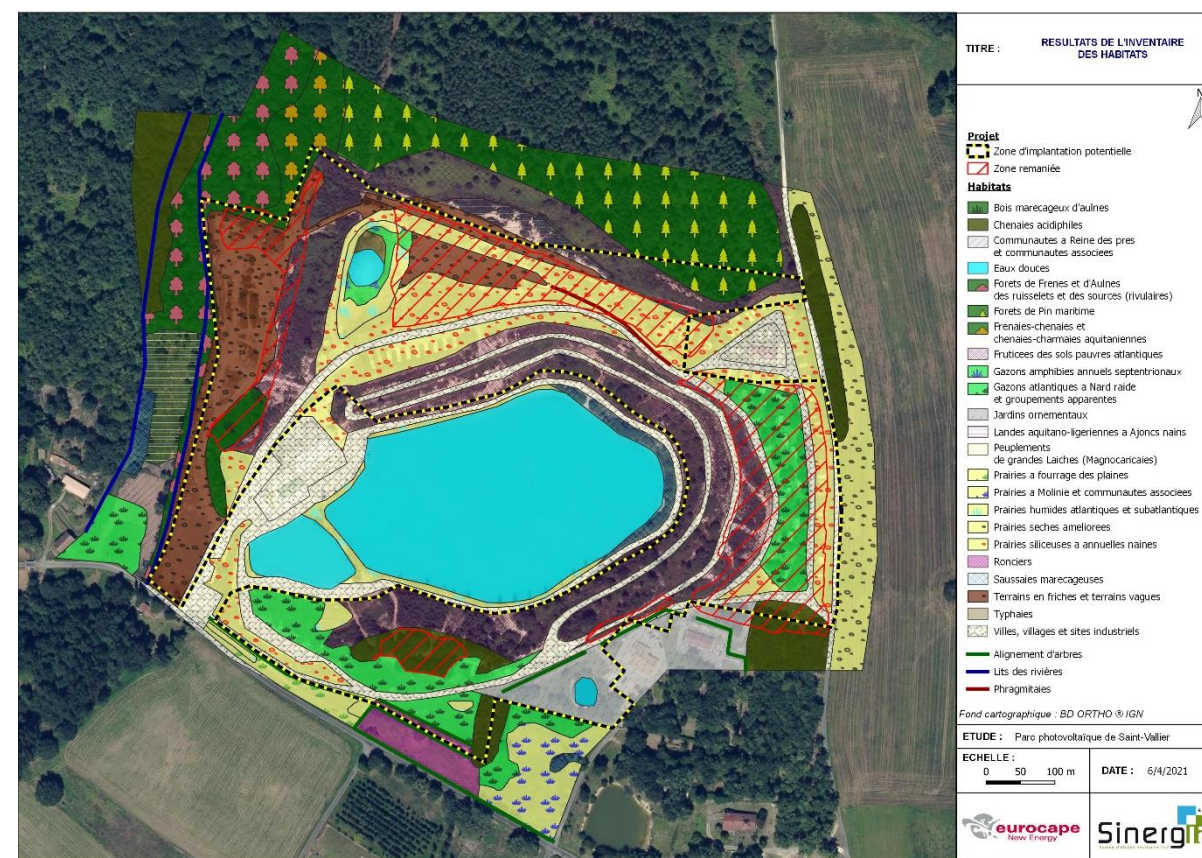 TITRE :
RESULTATS DE L'INVENTAIRE
DES HABITATS
N
Projet
Zone d'implantation potentielle
Zone remaniée
Habitats
Bois marecageux d'aulnes
Chenaies acidiphiles
Communautes a Reine des pres
et communautes associees
Eaux douces
Forets de Frenes et d'Aulnes
des ruisselets et des sources (rivulaires)
Forets de Pin maritime
Frenaies-chenaies et
chenaies-charmaies aquitaniennes
Fruticees des sols pauvres atlantiques
Gazons amphibies annuels septentrionaux
Gazons atlantiques a Nard raide
et groupements apparentes
Jardins ornementaux
Landes aquitano-ligeriennes a Ajoncs nains
Peuplements
de grandes Laiches (Magnocaricaies)
Prairies a fourrage des plaines
Prairies a Molinie et communautes associees
Prairies humides atlantiques et subatlantiques
Prairies seches ameliorees
Prairies siliceuses a annuelles naines
Ronciers
Saussaies marecageuses
Terrains en friches et terrains vagues
Typhaies
Villes, villages et sites industriels
Alignement d'arbres
Lits des rivières
Phragmitaies
Fond cartographique : BD ORTHO ® IGN
ETUDE : Parc photovoltaïque de Saint-Vallier
ECHELLE :
0 50 100 m
DATE : 6/4/2021
eurocape
New Energy
Sinerg